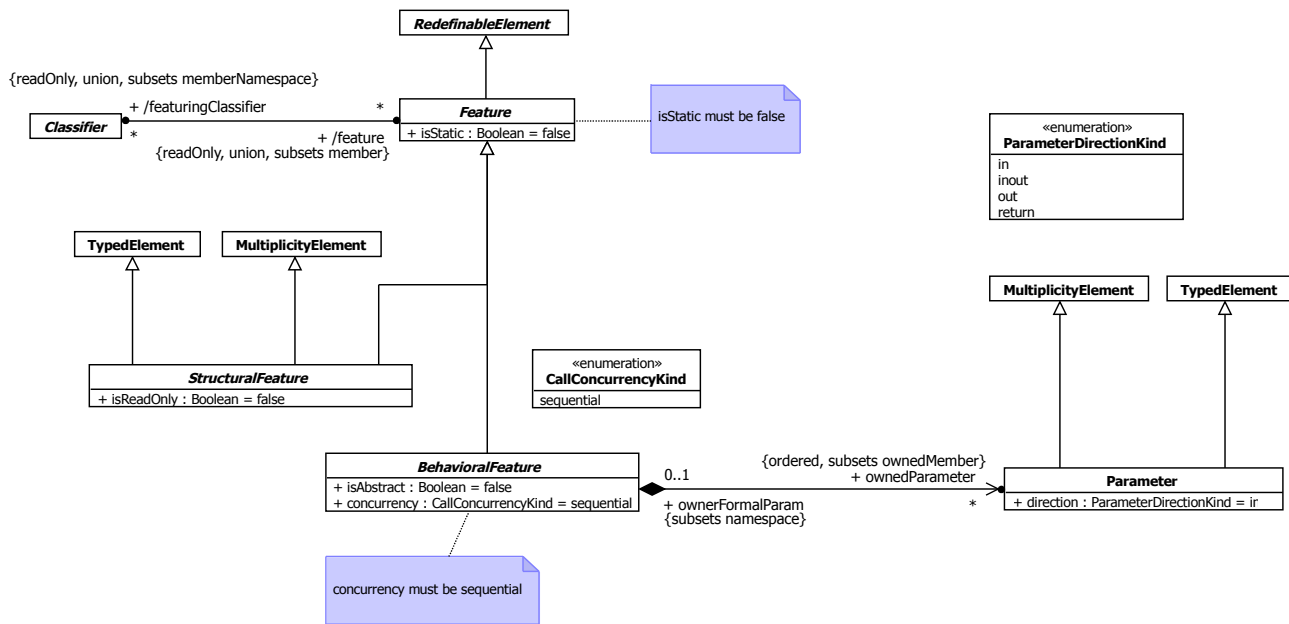 RedefinableElement
{readOnly, union, subsets memberNamespace}
+ /featuringClassifier
*
Feature
+ isStatic : Boolean = false
isStatic must be false
Classifier
*
+ /feature
{readOnly, union, subsets member}
«enumeration»
ParameterDirectionKind
in
inout
out
return
TypedElement
MultiplicityElement
MultiplicityElement
TypedElement
StructuralFeature
+ isReadOnly : Boolean = false
«enumeration»
CallConcurrencyKind
sequential
BehavioralFeature
+ isAbstract : Boolean = false
+ concurrency : CallConcurrencyKind = sequential
0..1
+ ownerFormalParam
{subsets namespace}
{ordered, subsets ownedMember}
+ ownedParameter
*
Parameter
+ direction : ParameterDirectionKind = in
concurrency must be sequential